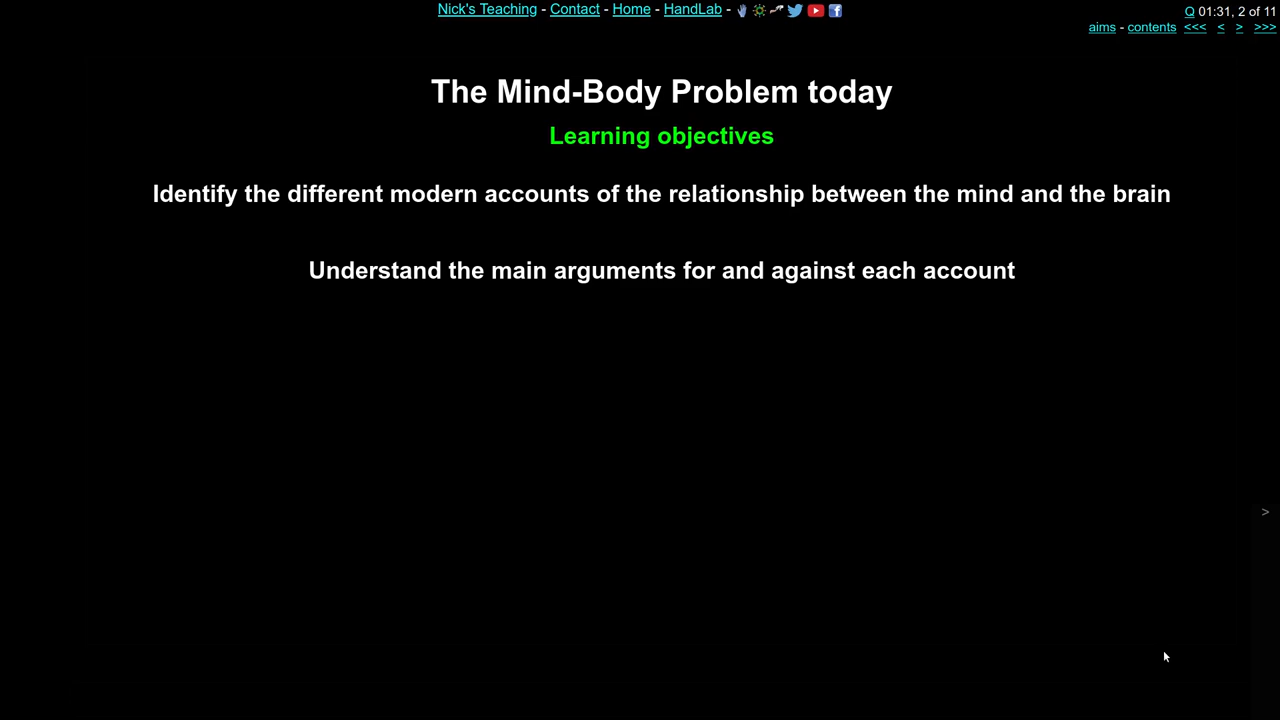 Nick's Teaching - Contact - Home - HandLab -
Q 01:31, 2 of 11
aims - contents <<< < > >>>
The Mind-Body Problem today
Learning objectives
Identify the different modern accounts of the relationship between the mind and the brain
Understand the main arguments for and against each account
>